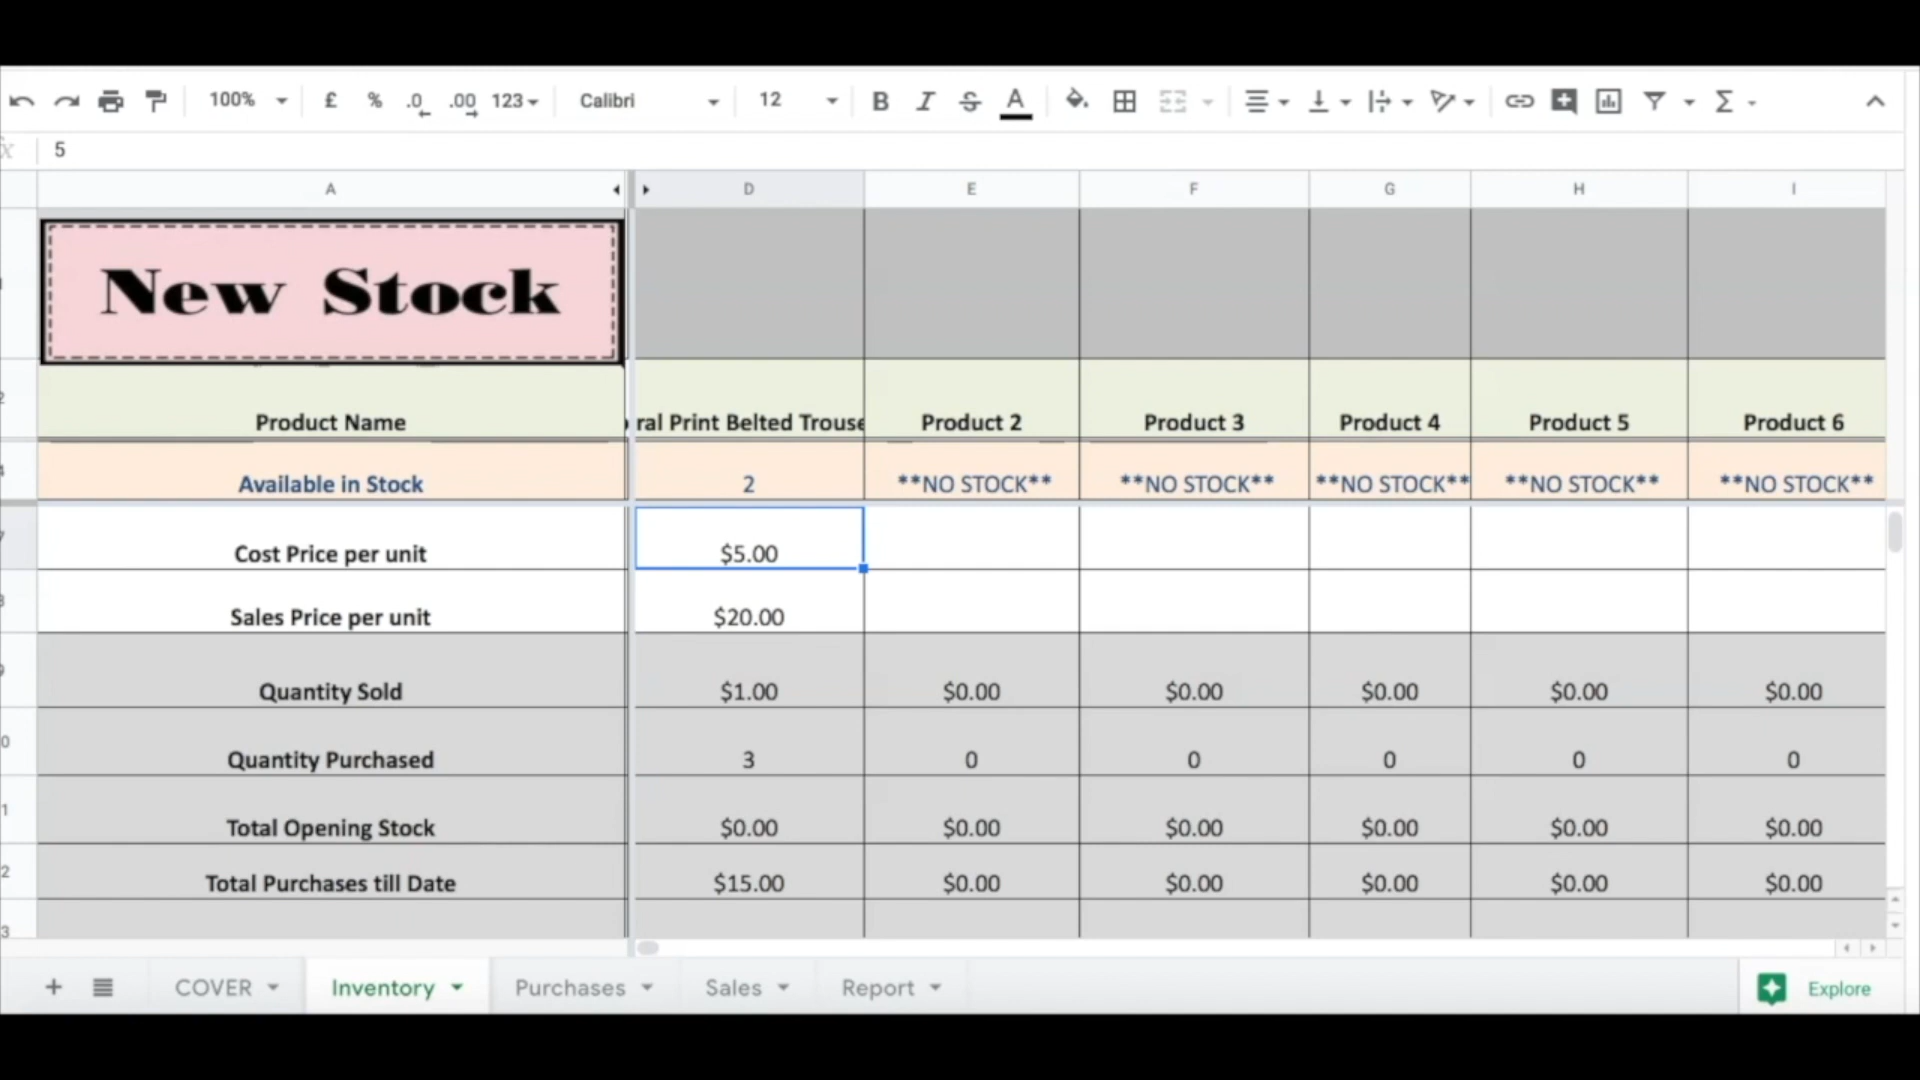 100% £ % .0 .00 123 Calibri 12 B I S A Σ
5
A D E F G H I
New Stock
Product Name ral Print Belted Trouse Product 2 Product 3 Product 4 Product 5 Product 6
Available in Stock 2 **NO STOCK** **NO STOCK** **NO STOCK** **NO STOCK** **NO STOCK**
Cost Price per unit $5.00
Sales Price per unit $20.00
Quantity Sold $1.00 $0.00 $0.00 $0.00 $0.00 $0.00
Quantity Purchased 3 0 0 0 0 0
Total Opening Stock $0.00 $0.00 $0.00 $0.00 $0.00 $0.00
Total Purchases till Date $15.00 $0.00 $0.00 $0.00 $0.00 $0.00
+ COVER Inventory Purchases Sales Report Explore